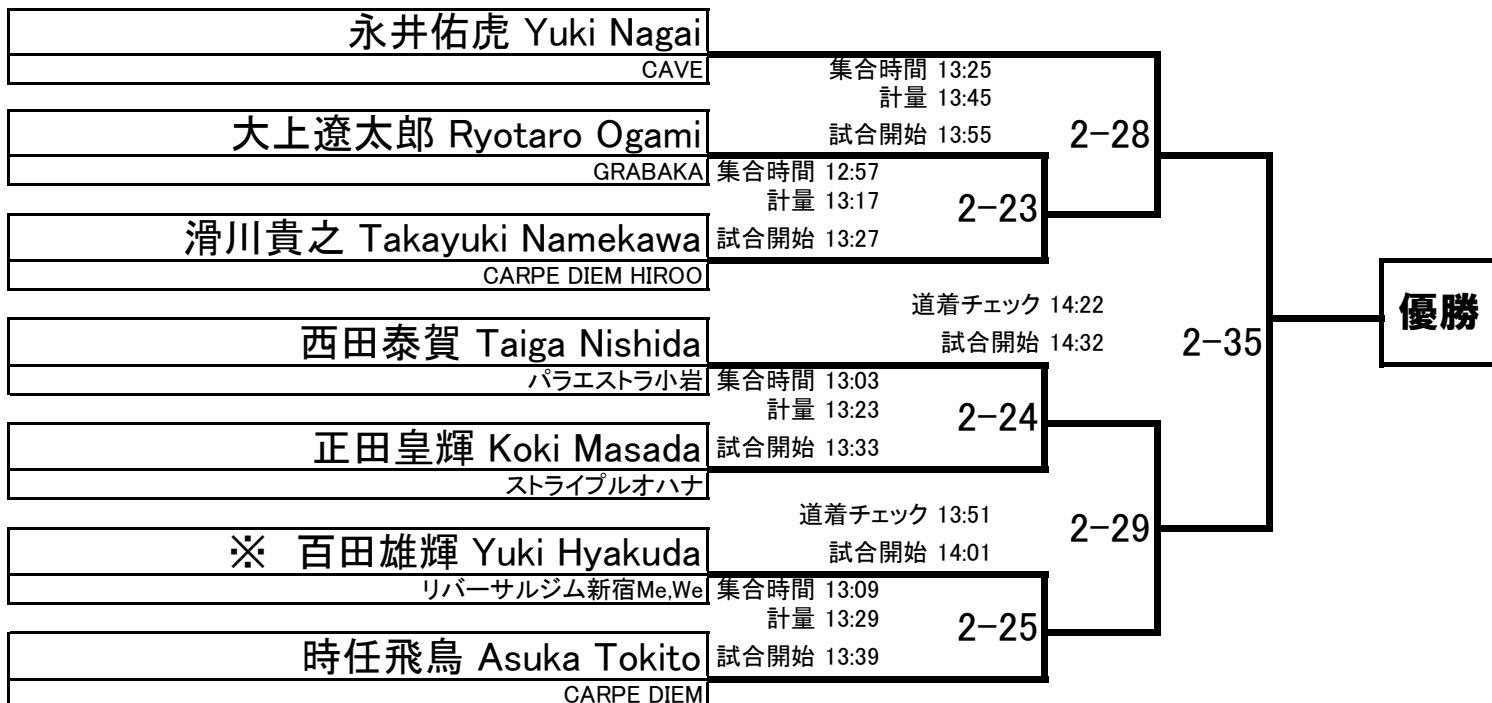 永井佑虎 Yuki Nagai
CAVE
集合時間 13:25
計量 13:45
試合開始 13:55
2-28
大上遼太郎 Ryotaro Ogami
GRABAKA
集合時間 12:57
計量 13:17
試合開始 13:27
2-23
滑川貴之 Takayuki Namekawa
CARPE DIEM HIROO
道着チェック 14:22
試合開始 14:32
2-35
優勝
西田泰賀 Taiga Nishida
パラエストラ小岩
集合時間 13:03
計量 13:23
試合開始 13:33
2-24
正田皇輝 Koki Masada
ストライプルオハナ
道着チェック 13:51
試合開始 14:01
2-29
※ 百田雄輝 Yuki Hyakuda
リバーサルジム新宿Me,We
集合時間 13:09
計量 13:29
試合開始 13:39
2-25
時任飛鳥 Asuka Tokito
CARPE DIEM